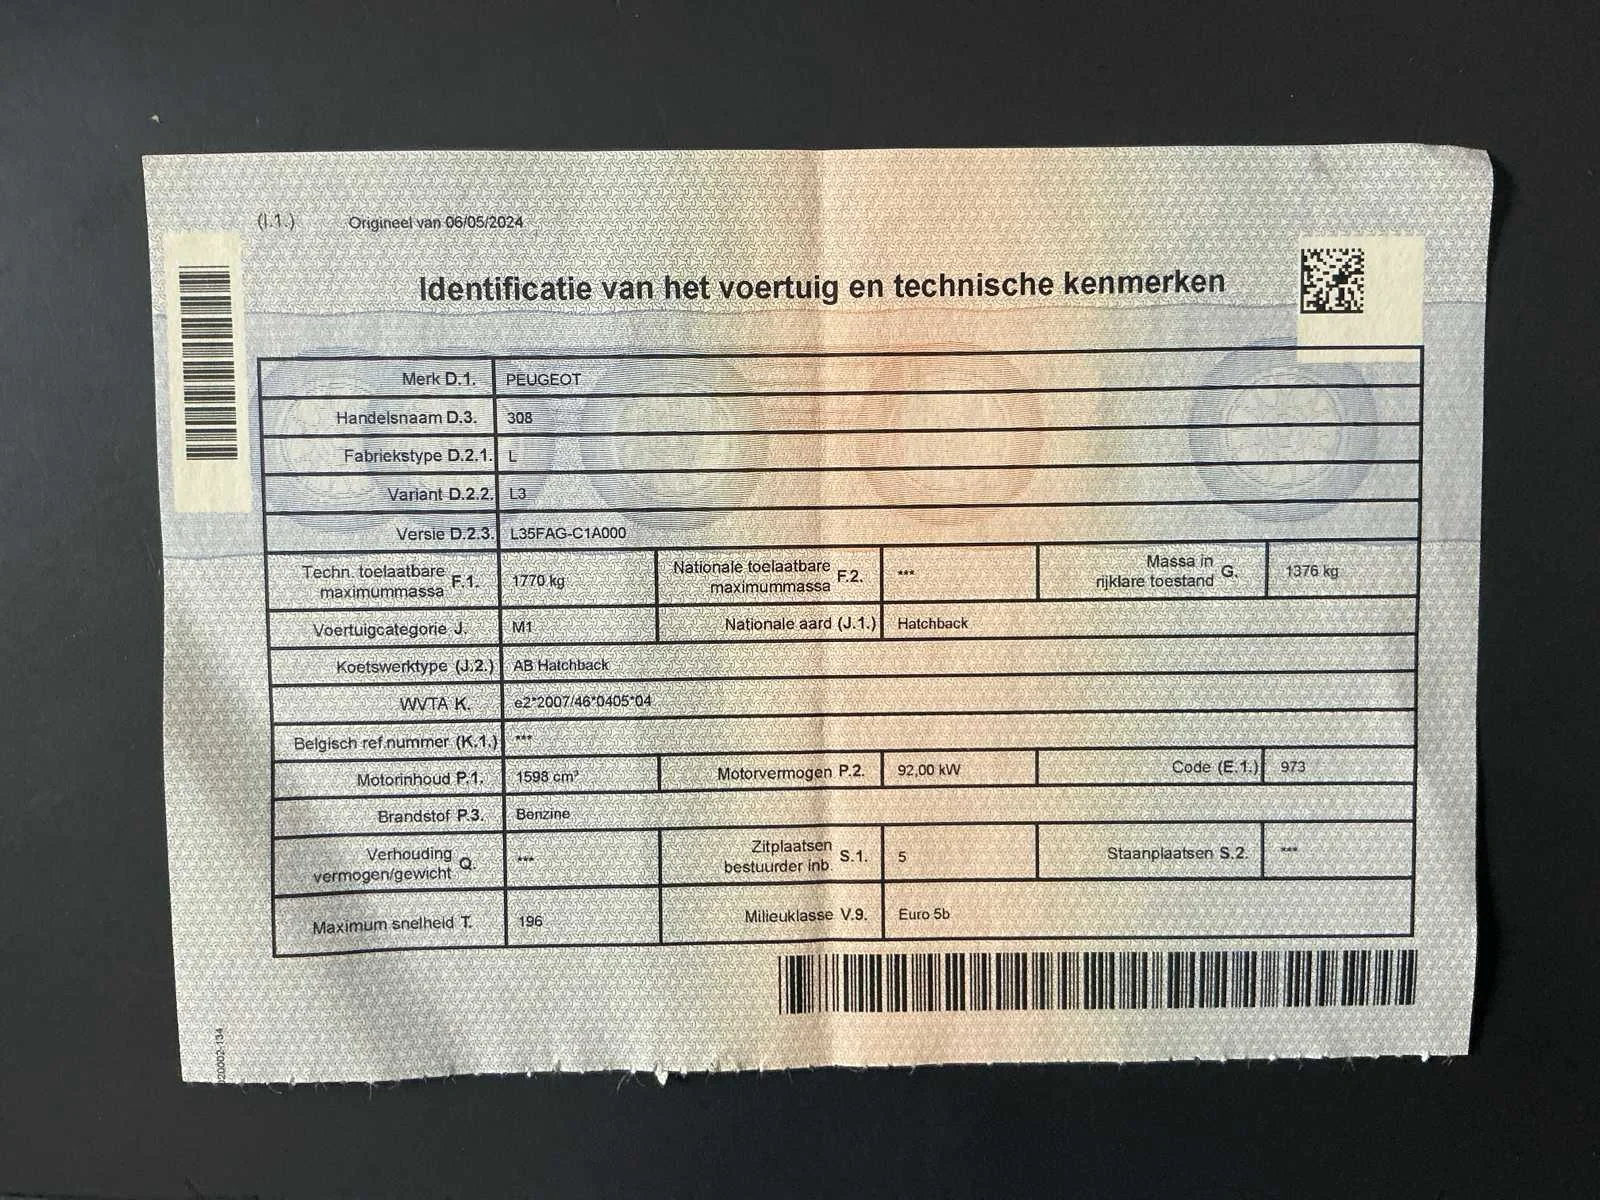 (I.1.) Origineel van 06/05/2024
Identificatie van het voertuig en technische kenmerken
Merk D.1. PEUGEOT
Handelsnaam D.3. 308
Fabriekstype D.2.1. L
Variant D.2.2. L3
Versie D.2.3. L35FAG-C1A000
Techn. toelaatbare maximummassa F.1. 1770 kg Nationale toelaatbare maximummassa F.2. *** Massa in rijklare toestand G. 1376 kg
Voertuigcategorie J. M1 Nationale aard (J.1.) Hatchback
Koetswerktype (J.2.) AB Hatchback
WVTA K. e2*2007/46*0405*04
Belgisch ref.nummer (K.1.) ***
Motorinhoud P.1. 1598 cm³ Motorvermogen P.2. 92,00 kW Code (E.1.) 973
Brandstof P.3. Benzine
Verhouding vermogen/gewicht Q. *** Zitplaatsen bestuurder inb. S.1. 5 Staanplaatsen S.2. ***
Maximum snelheid T. 196 Milieuklasse V.9. Euro 5b